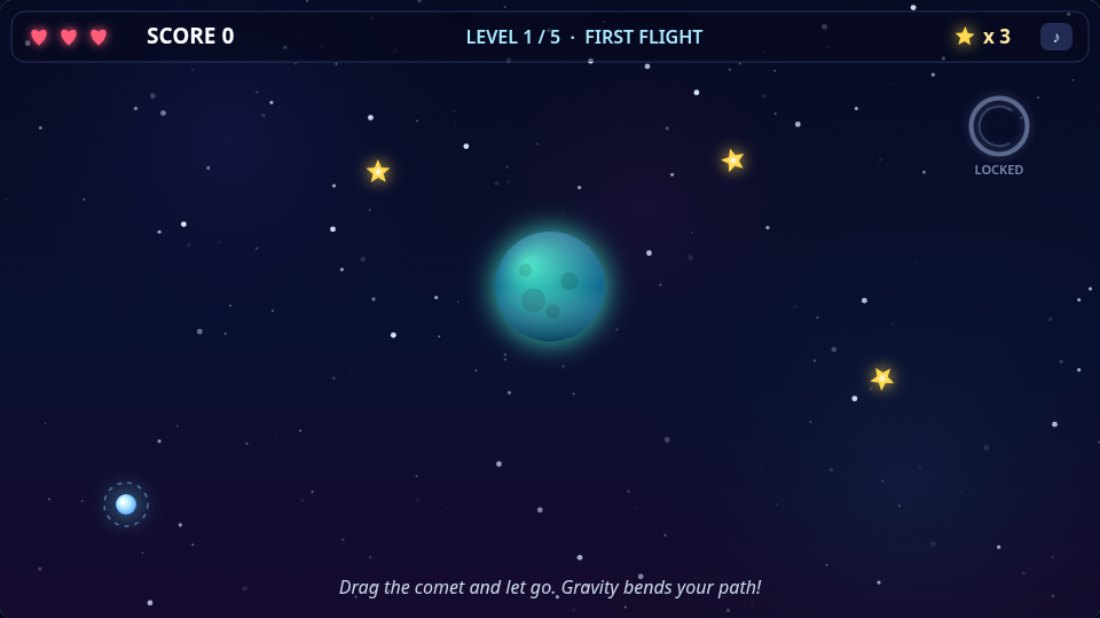 SCORE 0
LEVEL 1 / 5 · FIRST FLIGHT
x 3
♪
LOCKED
Drag the comet and let go. Gravity bends your path!